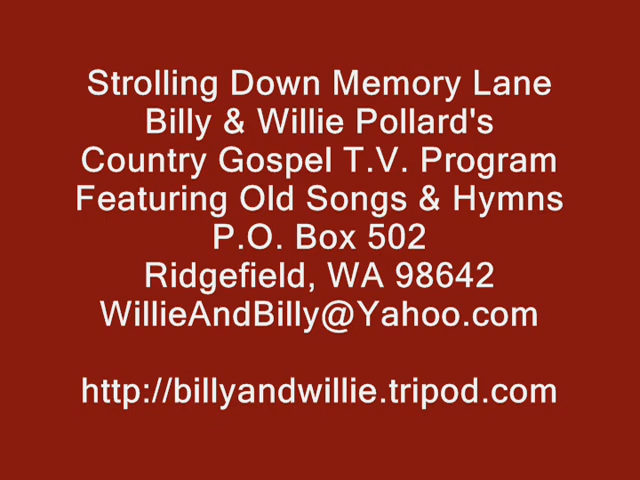 Strolling Down Memory Lane
Billy & Willie Pollard's
Country Gospel T.V. Program
Featuring Old Songs & Hymns
P.O. Box 502
Ridgefield, WA 98642
WillieAndBilly@Yahoo.com
http://billyandwillie.tripod.com